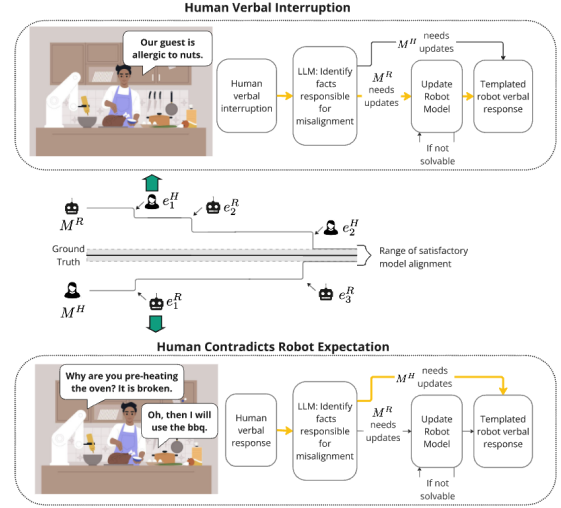 Human Verbal Interruption
Our guest is
allergic to nuts.
Human
verbal
interruption
LLM: Identify
facts
responsible
for
misalignment
M^H needs
updates
M^R
needs
updates
Update
Robot
Model
If not
solvable
Templated
robot verbal
response
M^R
e_1^H
e_2^R
e_2^H
Ground
Truth
Range of satisfactory
model alignment
M^H
e_1^R
e_3^R
Human Contradicts Robot Expectation
Why are you pre-heating
the oven? It is broken.
Oh, then I will
use the bbq.
Human
verbal
response
LLM: Identify
facts
responsible
for
misalignment
M^H needs
updates
M^R
needs
updates
Update
Robot
Model
If not
solvable
Templated
robot verbal
response